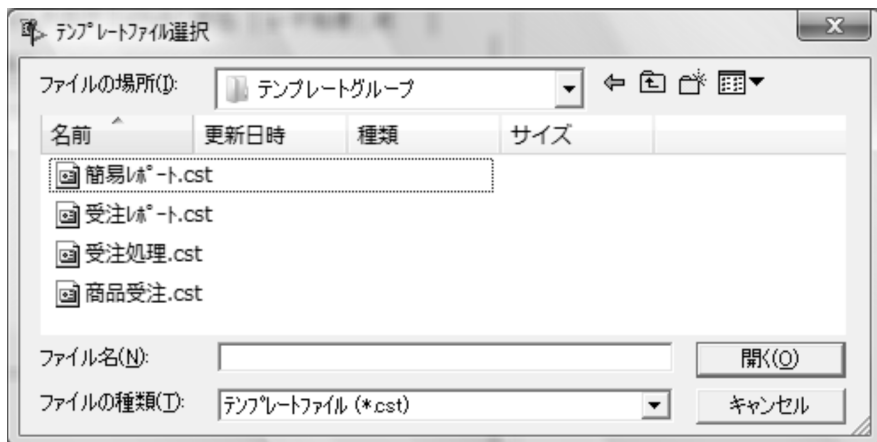 ﾃﾝﾌﾟﾚｰﾄﾌｧｲﾙ選択
ファイルの場所(I):
テンプレートグループ
名前 更新日時 種類 サイズ
簡易ﾚﾎﾟｰﾄ.cst
受注ﾚﾎﾟｰﾄ.cst
受注処理.cst
商品受注.cst
ファイル名(N):
開く(O)
ファイルの種類(T):
ﾃﾝﾌﾟﾚｰﾄﾌｧｲﾙ (*.cst)
キャンセル